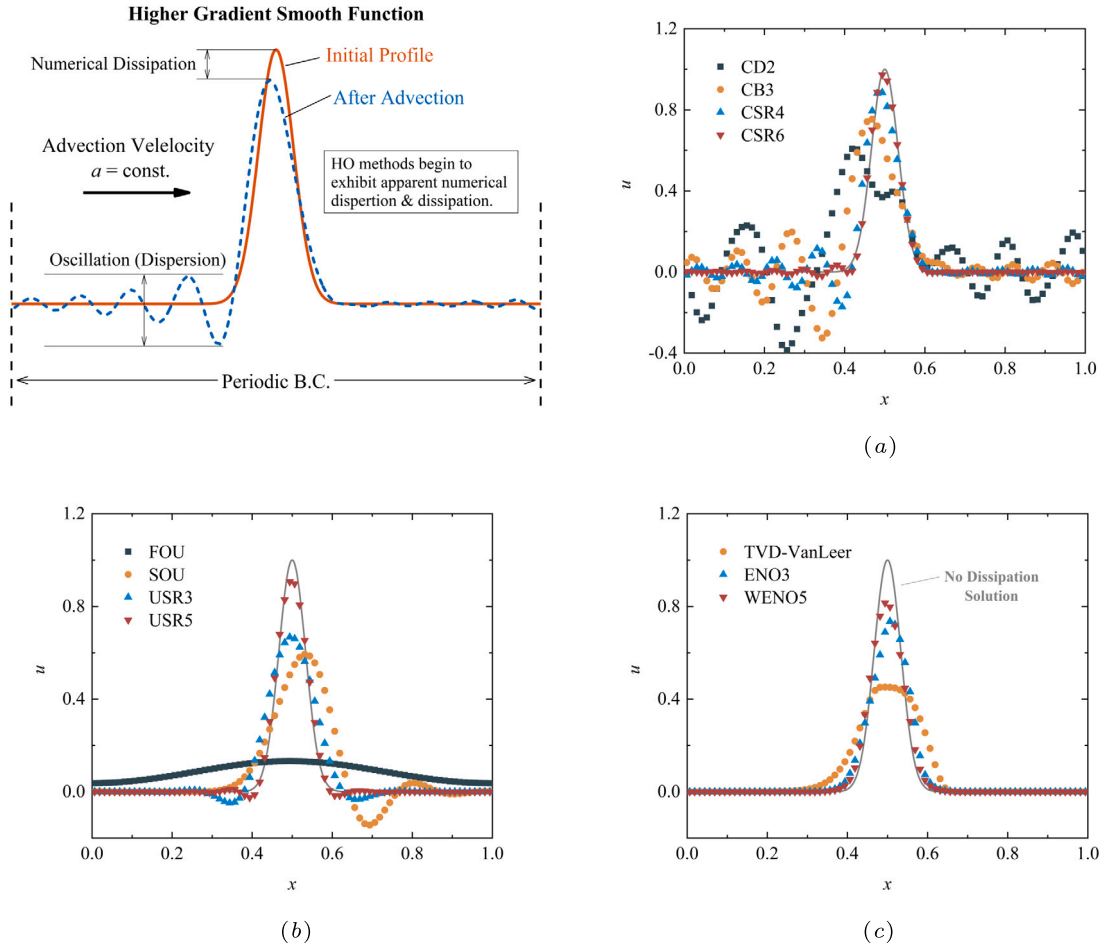 Higher Gradient Smooth Function
Numerical Dissipation
Initial Profile
After Advection
Advection Velelocity
a = const.
HO methods begin to
exhibit apparent numerical
dispertion & dissipation.
Oscillation (Dispersion)
Periodic B.C.
1.2
0.8
0.4
0.0
-0.4
u
CD2
CB3
CSR4
CSR6
0.0 0.2 0.4 0.6 0.8 1.0
x
(a)
1.2
0.8
0.4
0.0
u
FOU
SOU
USR3
USR5
0.0 0.2 0.4 0.6 0.8 1.0
x
(b)
1.2
0.8
0.4
0.0
u
TVD-VanLeer
ENO3
WENO5
No Dissipation
Solution
0.0 0.2 0.4 0.6 0.8 1.0
x
(c)